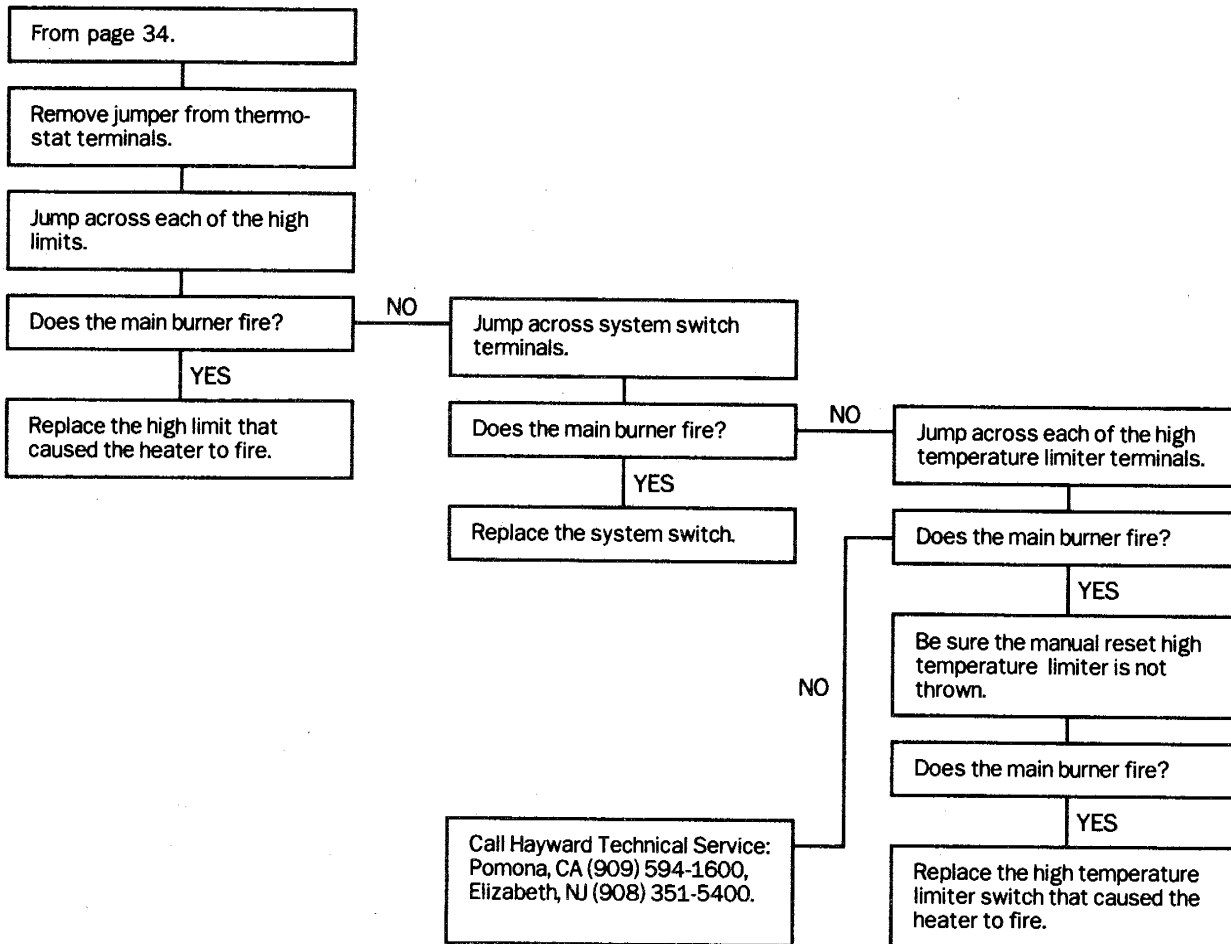 From page 34.
Remove jumper from thermo-
stat terminals.
Jump across each of the high
limits.
Does the main burner fire?
NO
YES
Replace the high limit that
caused the heater to fire.
Jump across system switch
terminals.
Does the main burner fire?
NO
YES
Replace the system switch.
Jump across each of the high
temperature limiter terminals.
Does the main burner fire?
YES
NO
Be sure the manual reset high
temperature limiter is not
thrown.
Does the main burner fire?
YES
Replace the high temperature
limiter switch that caused the
heater to fire.
Call Hayward Technical Service:
Pomona, CA (909) 594-1600,
Elizabeth, NJ (908) 351-5400.